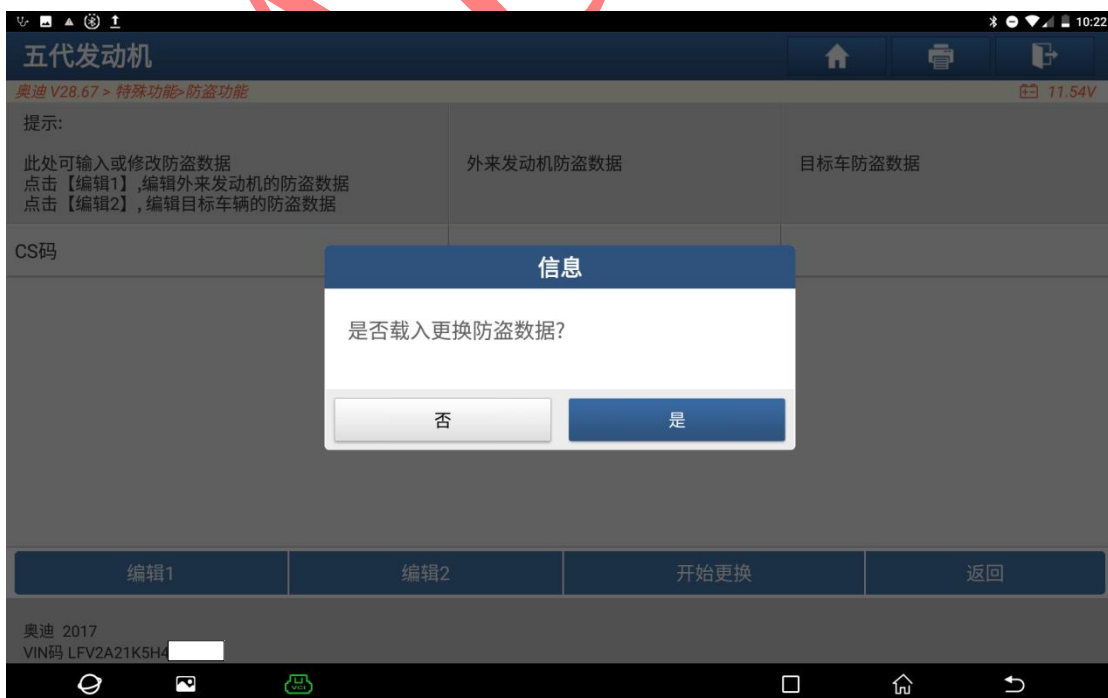 10:22
五代发动机
奥迪 V28.67 > 特殊功能>防盗功能
11.54V
提示:
此处可输入或修改防盗数据
点击【编辑1】,编辑外来发动机的防盗数据
点击【编辑2】, 编辑目标车辆的防盗数据
外来发动机防盗数据
目标车防盗数据
CS码
信息
是否载入更换防盗数据?
否
是
编辑1
编辑2
开始更换
返回
奥迪 2017
VIN码 LFV2A21K5H4
VCI